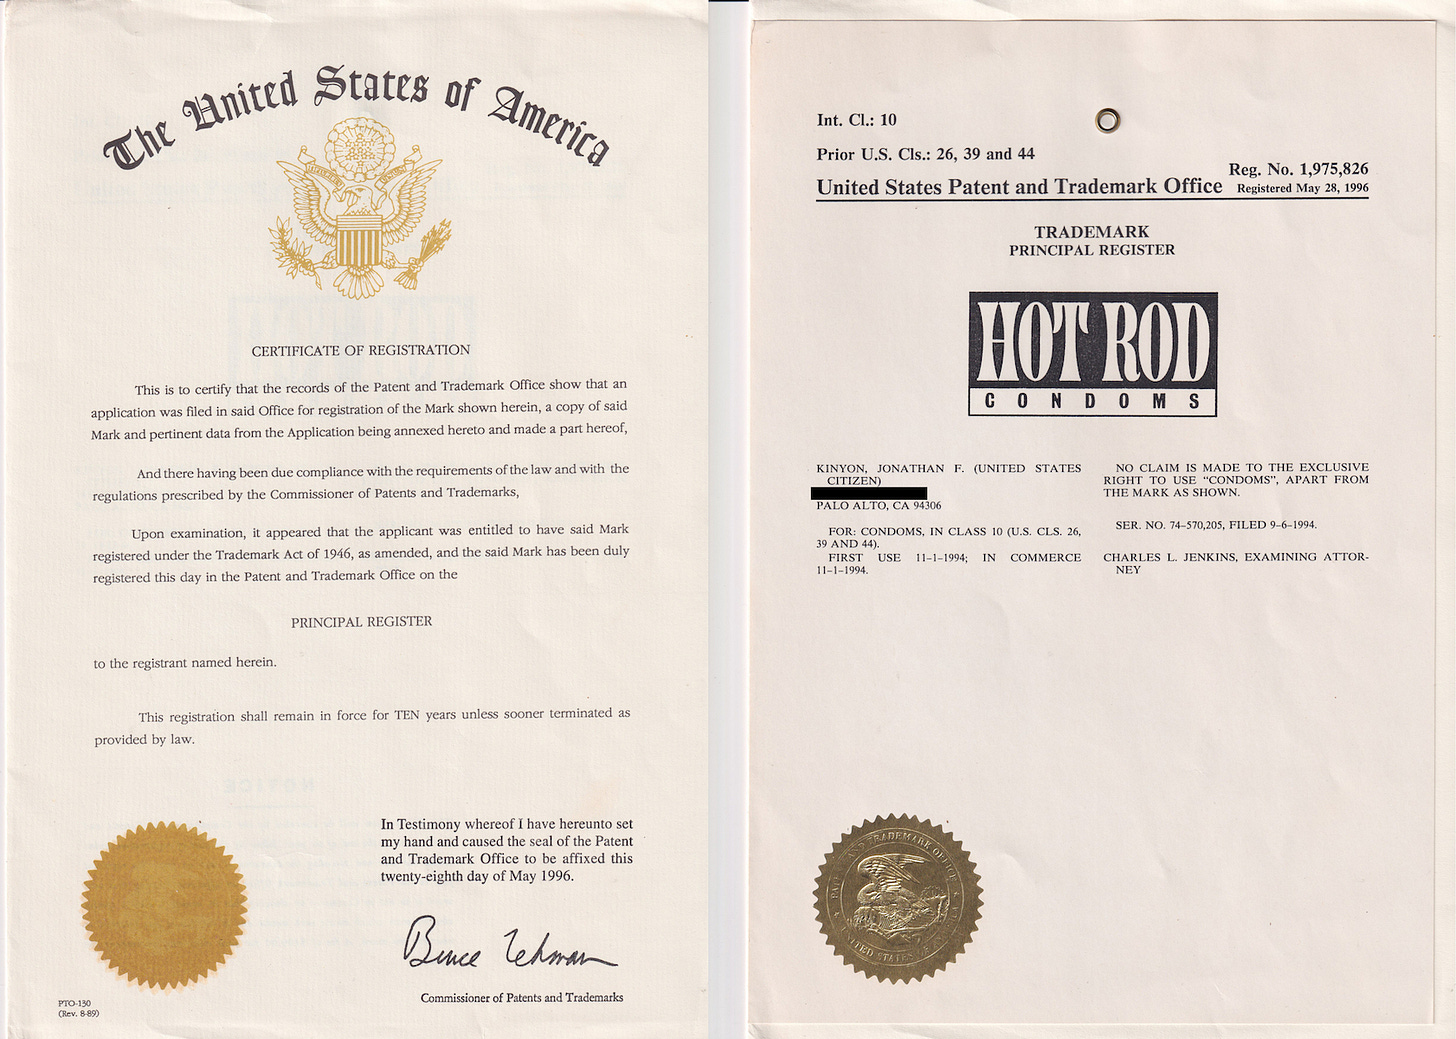 The United States of America
CERTIFICATE OF REGISTRATION
This is to certify that the records of the Patent and Trademark Office show that an
application was filed in said Office for registration of the Mark shown herein, a copy of said
Mark and pertinent data from the Application being annexed hereto and made a part hereof,
And there having been due compliance with the requirements of the law and with the
regulations prescribed by the Commissioner of Patents and Trademarks,
Upon examination, it appeared that the applicant was entitled to have said Mark
registered under the Trademark Act of 1946, as amended, and the said Mark has been duly
registered this day in the Patent and Trademark Office on the
PRINCIPAL REGISTER
to the registrant named herein.
This registration shall remain in force for TEN years unless sooner terminated as
provided by law.
In Testimony whereof I have hereunto set
my hand and caused the seal of the Patent
and Trademark Office to be affixed this
twenty-eighth day of May 1996.
Bruce Lehman
Commissioner of Patents and Trademarks
PTO-130
(Rev. 8-89)
Int. Cl.: 10
Prior U.S. Cls.: 26, 39 and 44
Reg. No. 1,975,826
United States Patent and Trademark Office
Registered May 28, 1996
TRADEMARK
PRINCIPAL REGISTER
HOT ROD
CONDOMS
KINYON, JONATHAN F. (UNITED STATES
CITIZEN)
PALO ALTO, CA 94306
FOR: CONDOMS, IN CLASS 10 (U.S. CLS. 26,
39 AND 44).
FIRST USE 11-1-1994; IN COMMERCE
11-1-1994.
NO CLAIM IS MADE TO THE EXCLUSIVE
RIGHT TO USE "CONDOMS", APART FROM
THE MARK AS SHOWN.
SER. NO. 74-570,205, FILED 9-6-1994.
CHARLES L. JENKINS, EXAMINING ATTOR-
NEY
PATENT AND TRADEMARK OFFICE
UNITED STATES OF